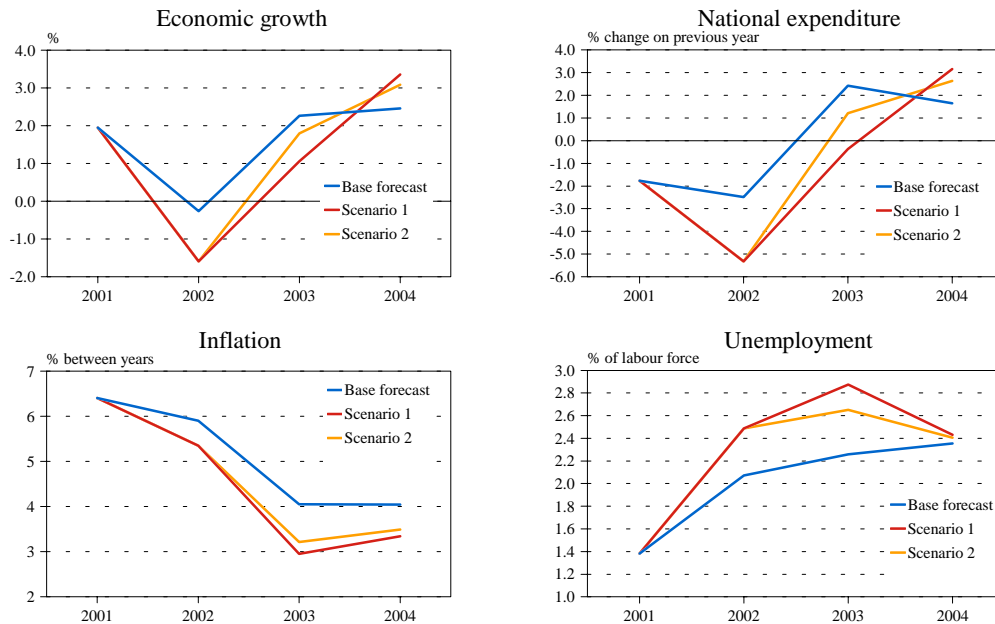 Economic growth
%
4.0
3.0
2.0
1.0
0.0
-1.0
-2.0
Base forecast
Scenario 1
Scenario 2
2001 2002 2003 2004
National expenditure
% change on previous year
4.0
3.0
2.0
1.0
0.0
-1.0
-2.0
-3.0
-4.0
-5.0
-6.0
Base forecast
Scenario 1
Scenario 2
2001 2002 2003 2004
Inflation
% between years
7
6
5
4
3
2
Base forecast
Scenario 1
Scenario 2
2001 2002 2003 2004
Unemployment
% of labour force
3.0
2.8
2.6
2.4
2.2
2.0
1.8
1.6
1.4
1.2
1.0
Base forecast
Scenario 1
Scenario 2
2001 2002 2003 2004